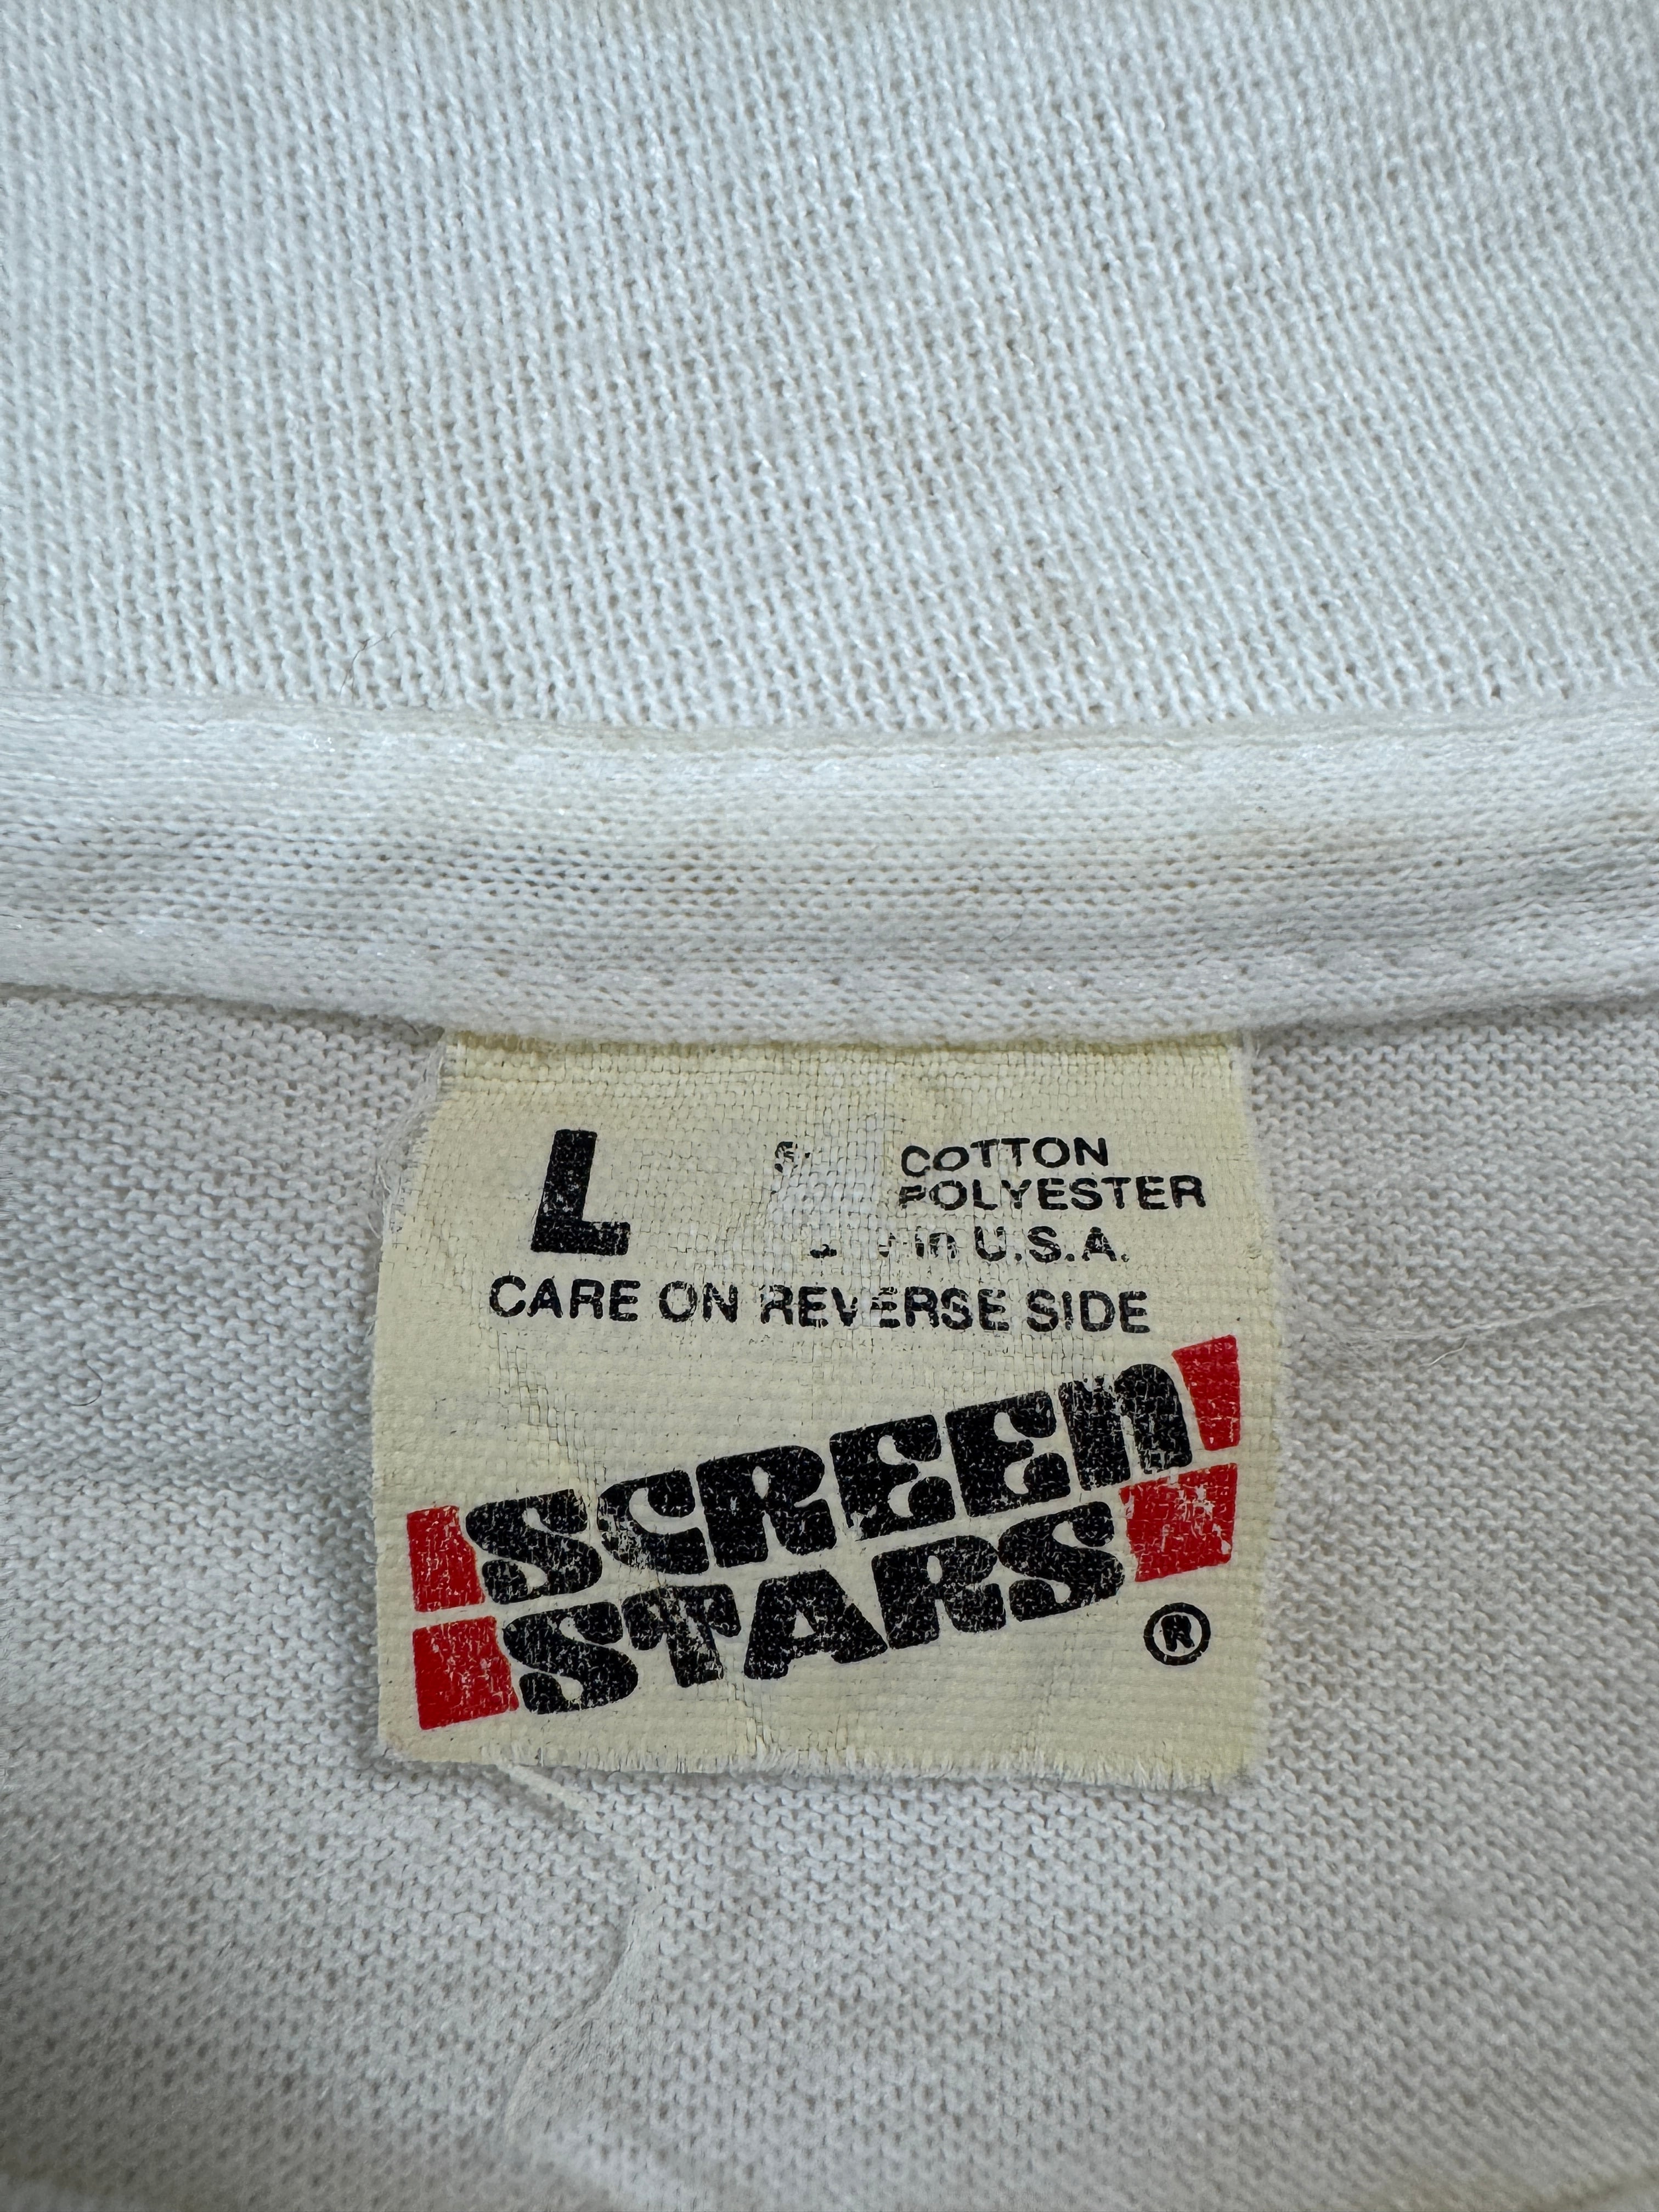 L
COTTON
POLYESTER
in U.S.A.
CARE ON REVERSE SIDE
SCREEN
STARS
®